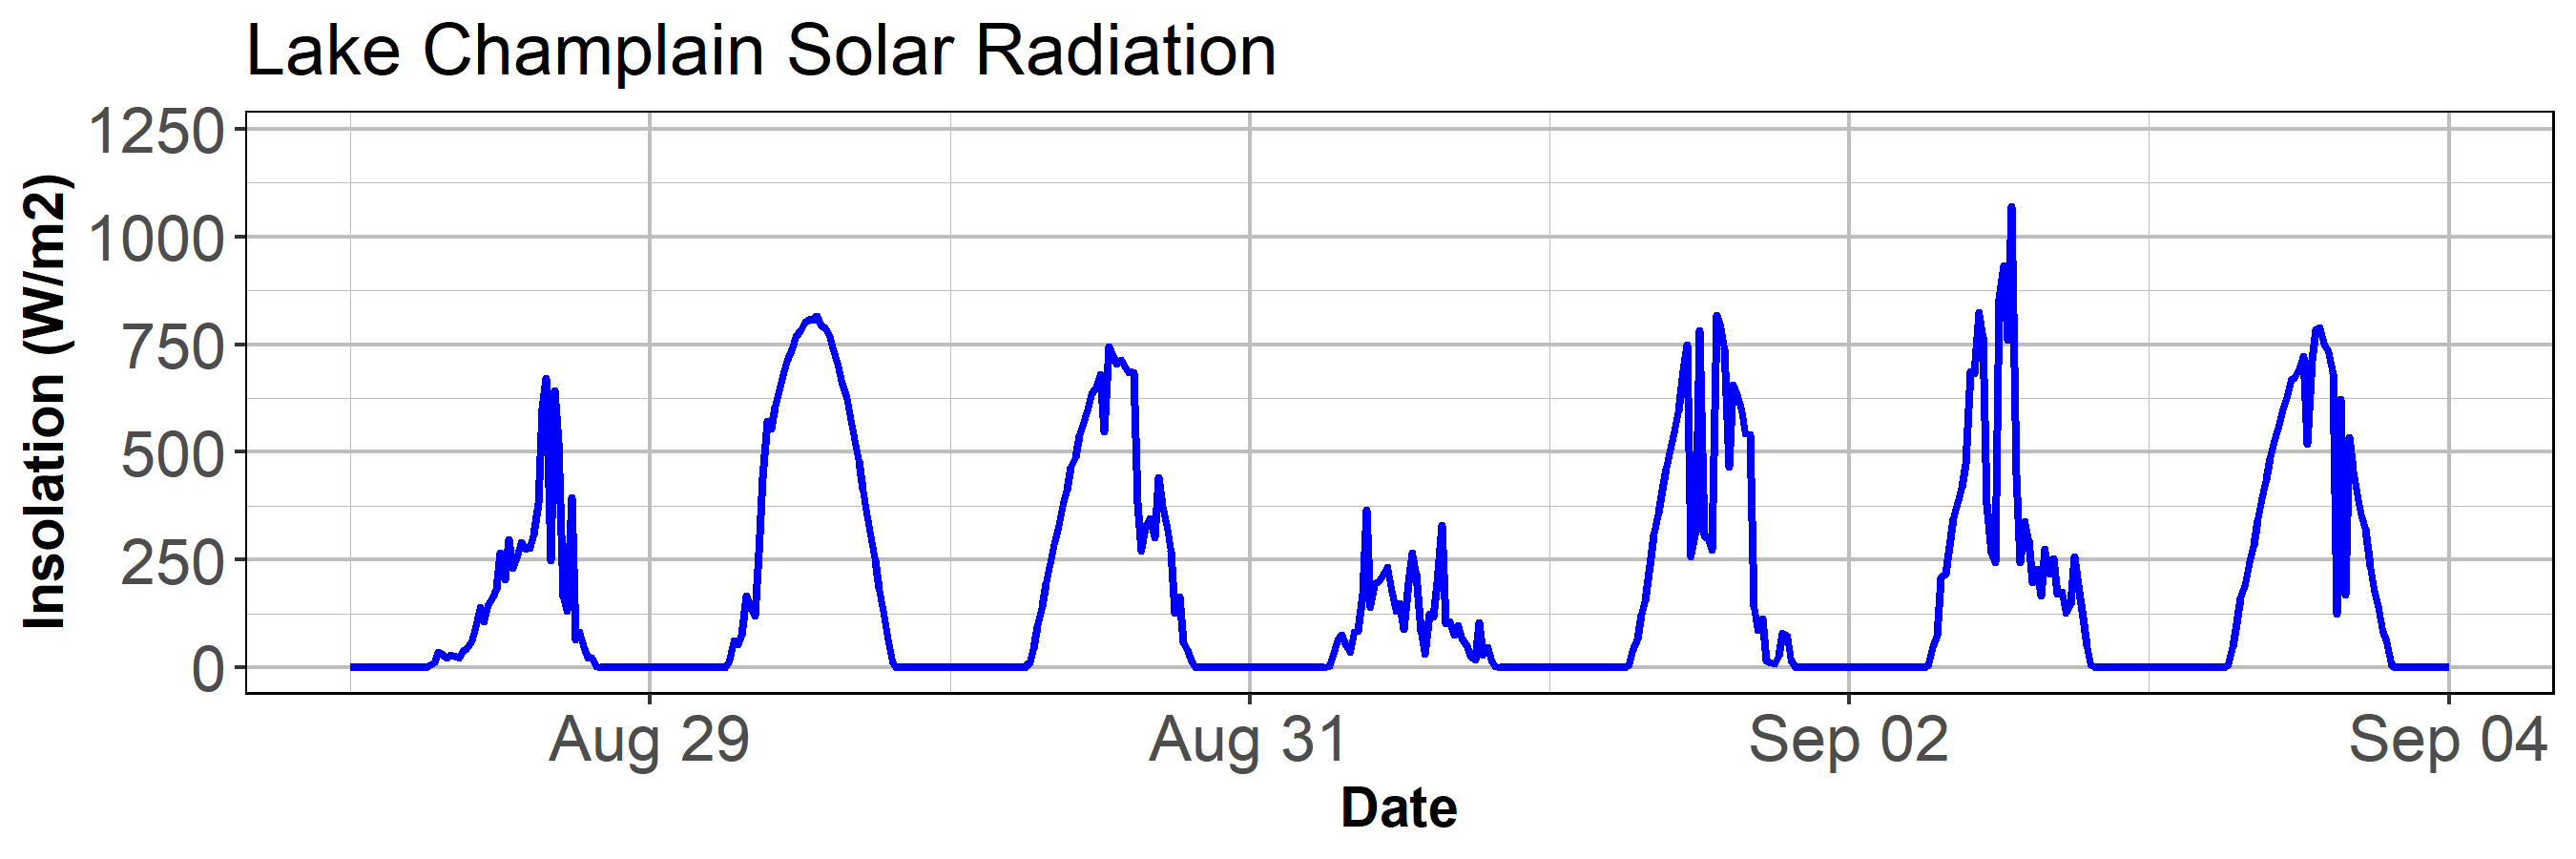 Lake Champlain Solar Radiation
Insolation (W/m2)
1250
1000
750
500
250
0
Aug 29 Aug 31 Sep 02 Sep 04
Date